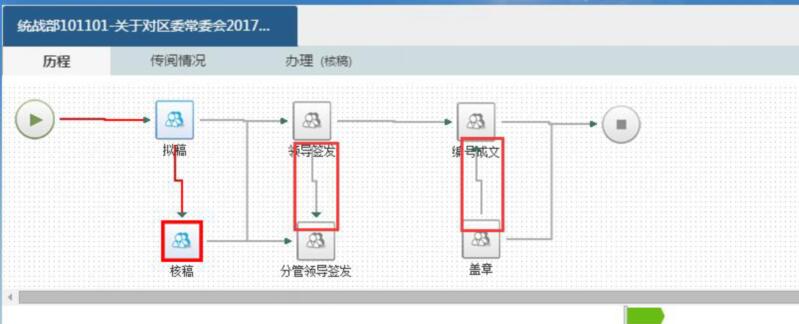 统战部101101-关于对区委常委会2017...
历程
传阅情况
办理 (核稿)
拟稿
领导签发
编号成文
核稿
分管领导签发
盖章